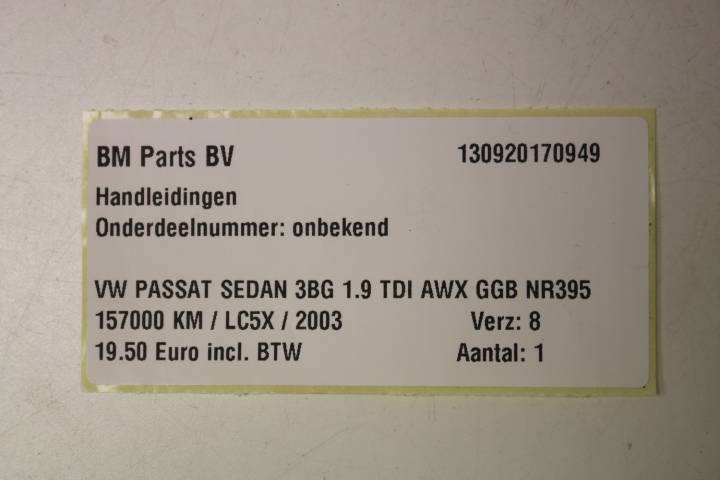 BM Parts BV 130920170949
Handleidingen
Onderdeelnummer: onbekend
VW PASSAT SEDAN 3BG 1.9 TDI AWX GGB NR395
157000 KM / LC5X / 2003 Verz: 8
19.50 Euro incl. BTW Aantal: 1